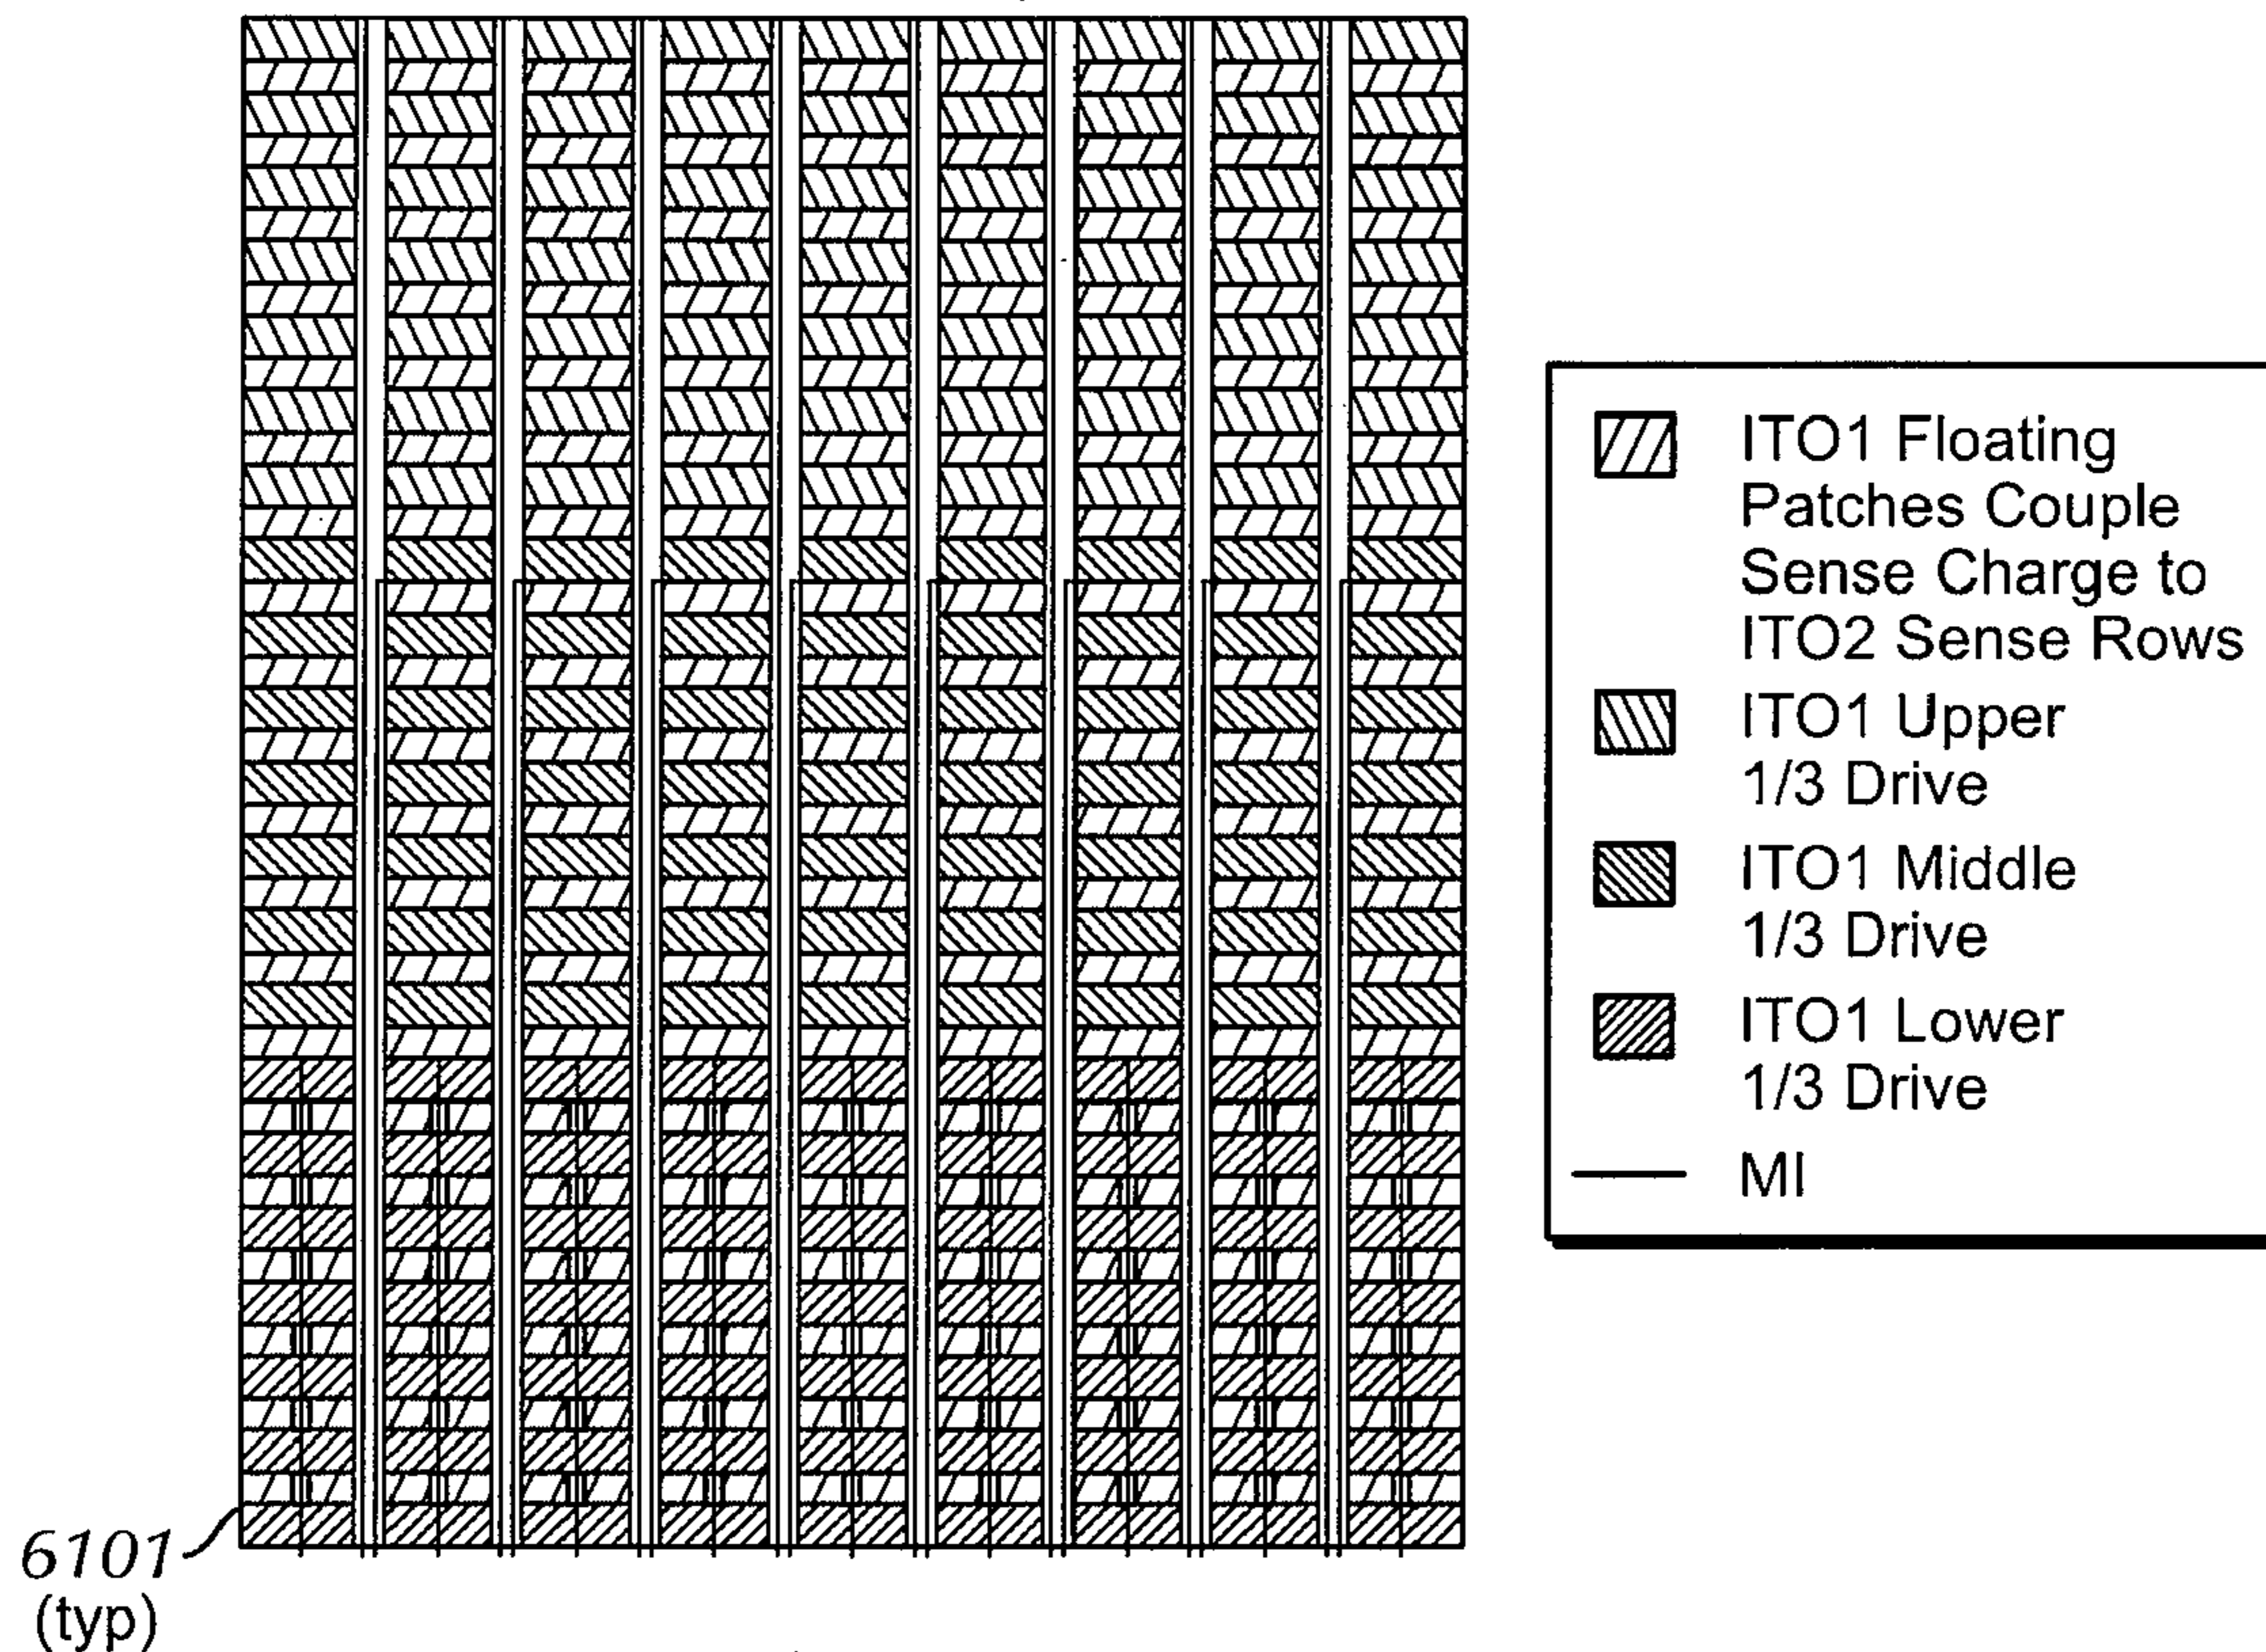 ITO1 Floating
Patches Couple
Sense Charge to
ITO2 Sense Rows
ITO1 Upper
1/3 Drive
ITO1 Middle
1/3 Drive
ITO1 Lower
1/3 Drive
MI
6101
(typ)